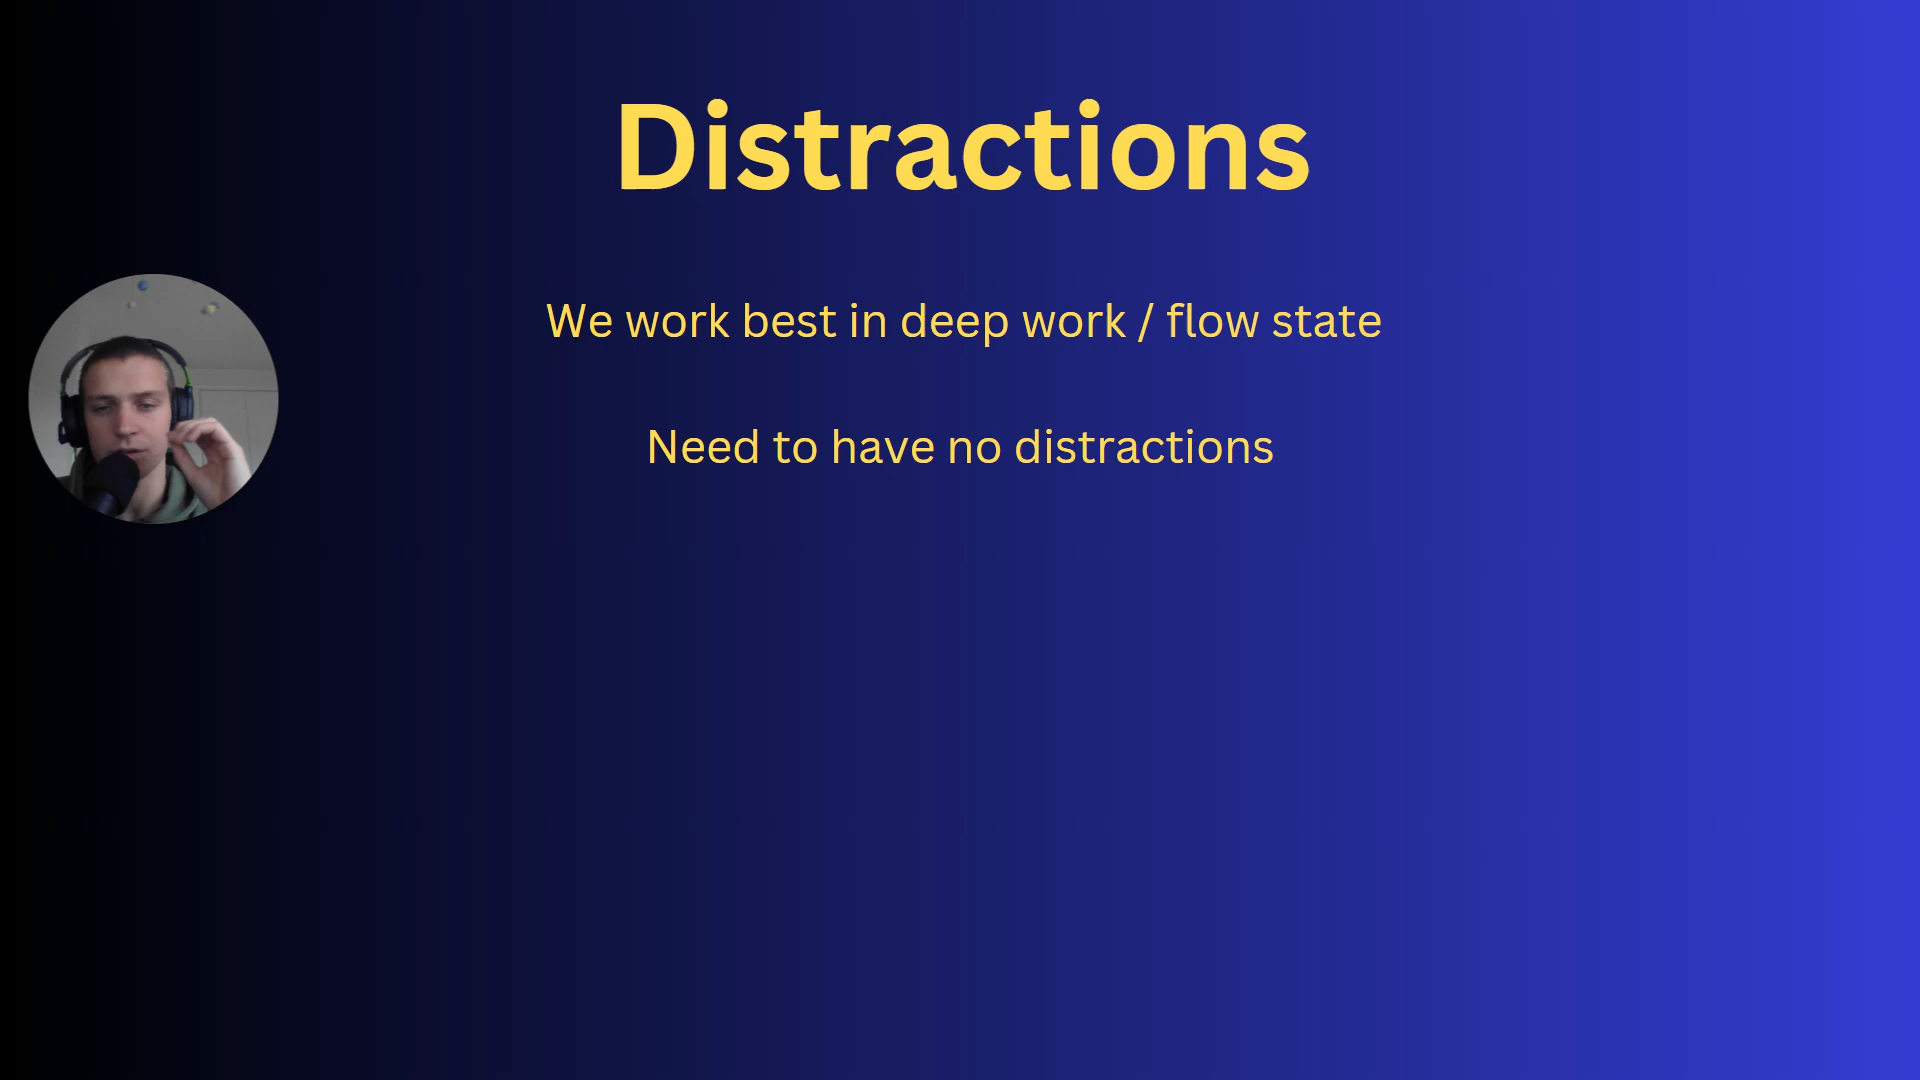 Distractions
We work best in deep work / flow state
Need to have no distractions